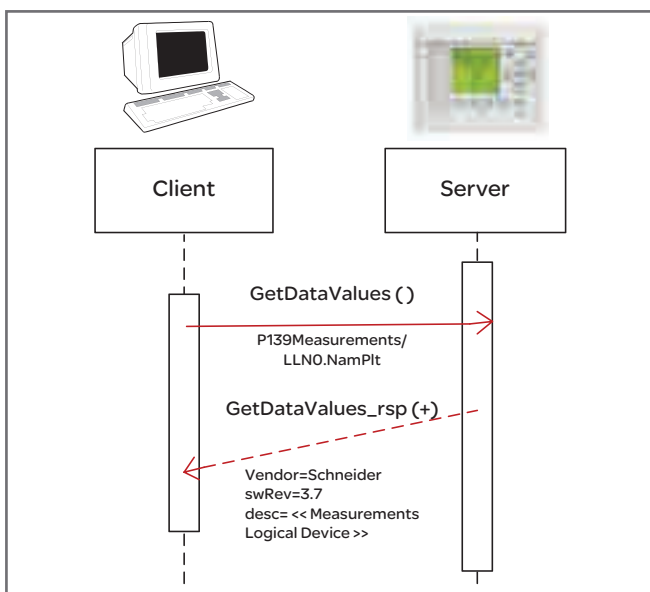 Client
Server
GetDataValues ( )
P139Measurements/
LLN0.NamPlt
GetDataValues_rsp (+)
Vendor=Schneider
swRev=3.7
desc= << Measurements
Logical Device >>